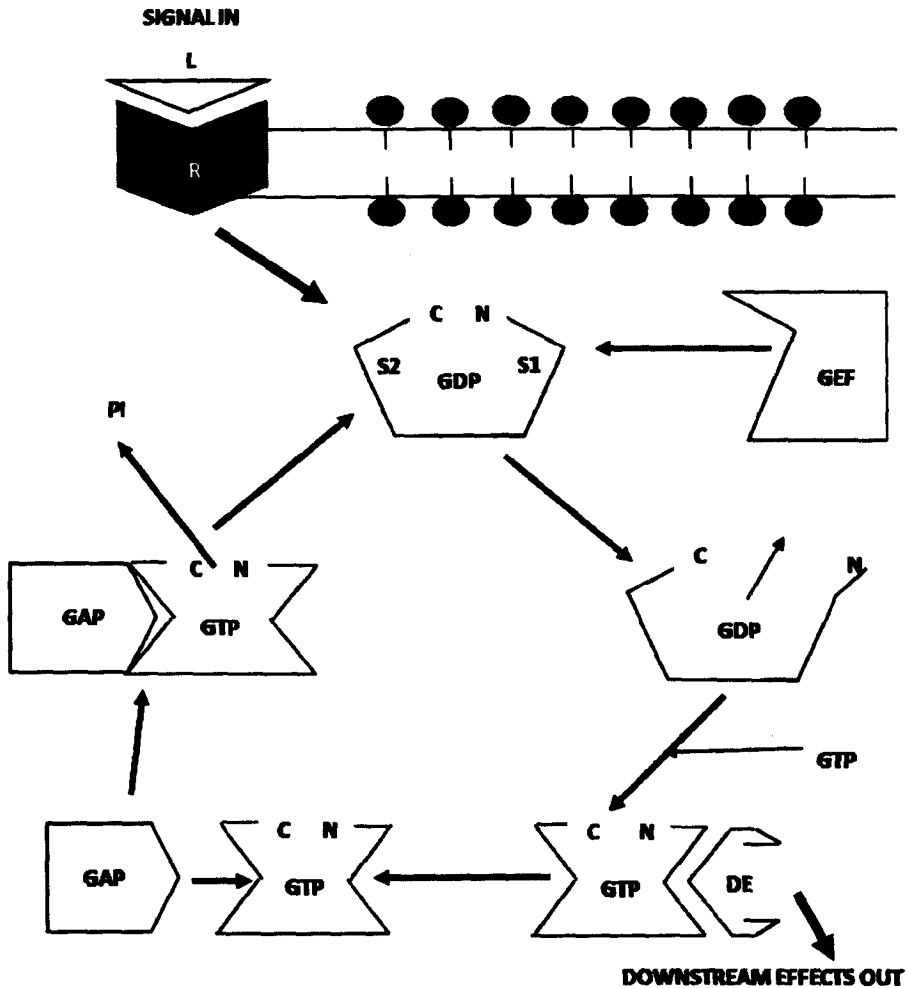 SIGNAL IN
L
R
C N
S2 GDP S1
GEF
PI
C N
GAP GTP
C N
GDP
GTP
C N
GAP GTP
C N
GTP DE
DOWNSTREAM EFFECTS OUT